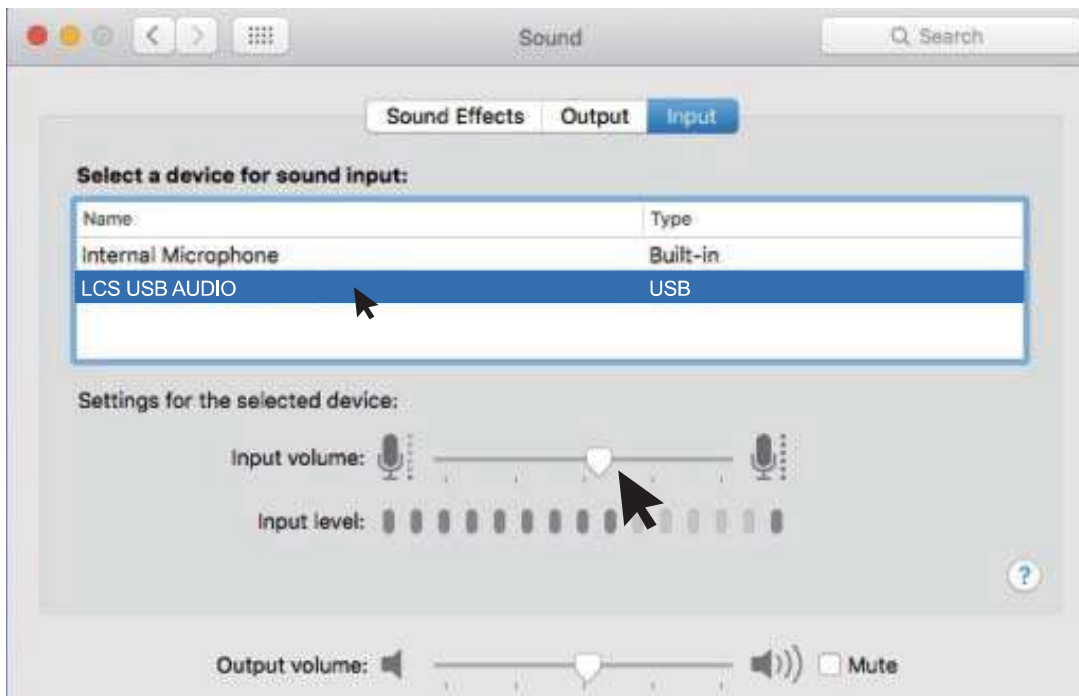 Sound
Search
Sound Effects Output Input
Select a device for sound input:
Name Type
Internal Microphone Built-in
LCS USB AUDIO USB
Settings for the selected device:
Input volume:
Input level:
?
Output volume: Mute